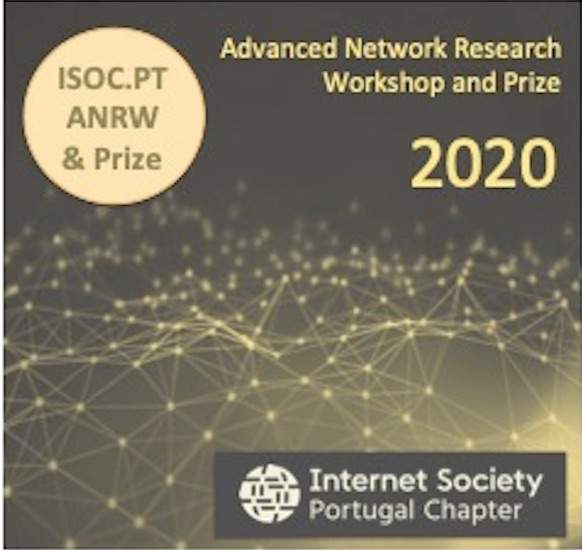 ISOC.PT
ANRW
& Prize
Advanced Network Research
Workshop and Prize
2020
Internet Society
Portugal Chapter